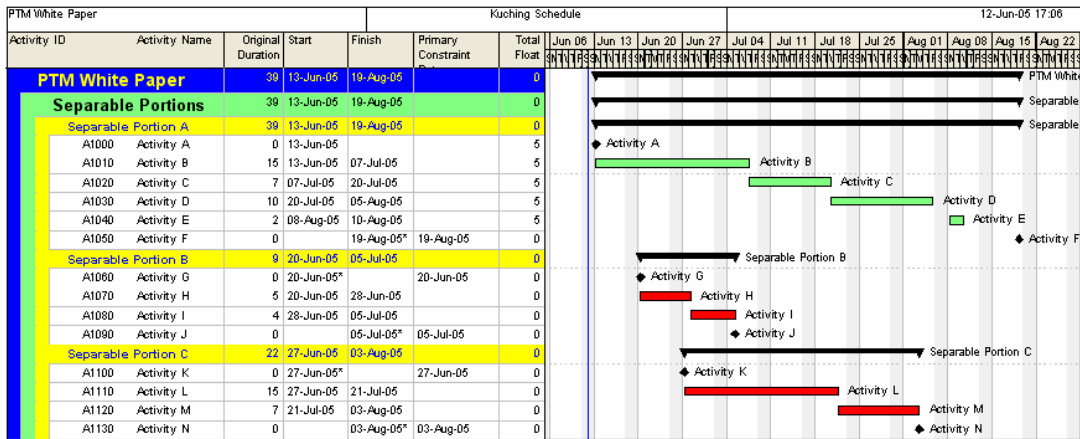 PTM White Paper Kuching Schedule 12-Jun-05 17:06
Activity ID Activity Name Original Start Finish Primary Total Jun 06 Jun 13 Jun 20 Jun 27 Jul 04 Jul 11 Jul 18 Jul 25 Aug 01 Aug 08 Aug 15 Aug 22
Duration Constraint Float
PTM White Paper 39 13-Jun-05 19-Aug-05 0 PTM White
Separable Portions 39 13-Jun-05 19-Aug-05 0 Separable
Separable Portion A 39 13-Jun-05 19-Aug-05 0 Separable
A1000 Activity A 0 13-Jun-05 5 Activity A
A1010 Activity B 15 13-Jun-05 07-Jul-05 5 Activity B
A1020 Activity C 7 07-Jul-05 20-Jul-05 5 Activity C
A1030 Activity D 10 20-Jul-05 05-Aug-05 5 Activity D
A1040 Activity E 2 08-Aug-05 10-Aug-05 5 Activity E
A1050 Activity F 0 19-Aug-05* 19-Aug-05 0 Activity F
Separable Portion B 9 20-Jun-05 05-Jul-05 0 Separable Portion B
A1060 Activity G 0 20-Jun-05* 20-Jun-05 0 Activity G
A1070 Activity H 5 20-Jun-05 28-Jun-05 0 Activity H
A1080 Activity I 4 28-Jun-05 05-Jul-05 0 Activity I
A1090 Activity J 0 05-Jul-05* 05-Jul-05 0 Activity J
Separable Portion C 22 27-Jun-05 03-Aug-05 0 Separable Portion C
A1100 Activity K 0 27-Jun-05* 27-Jun-05 0 Activity K
A1110 Activity L 15 27-Jun-05 21-Jul-05 0 Activity L
A1120 Activity M 7 21-Jul-05 03-Aug-05 0 Activity M
A1130 Activity N 0 03-Aug-05* 03-Aug-05 0 Activity N